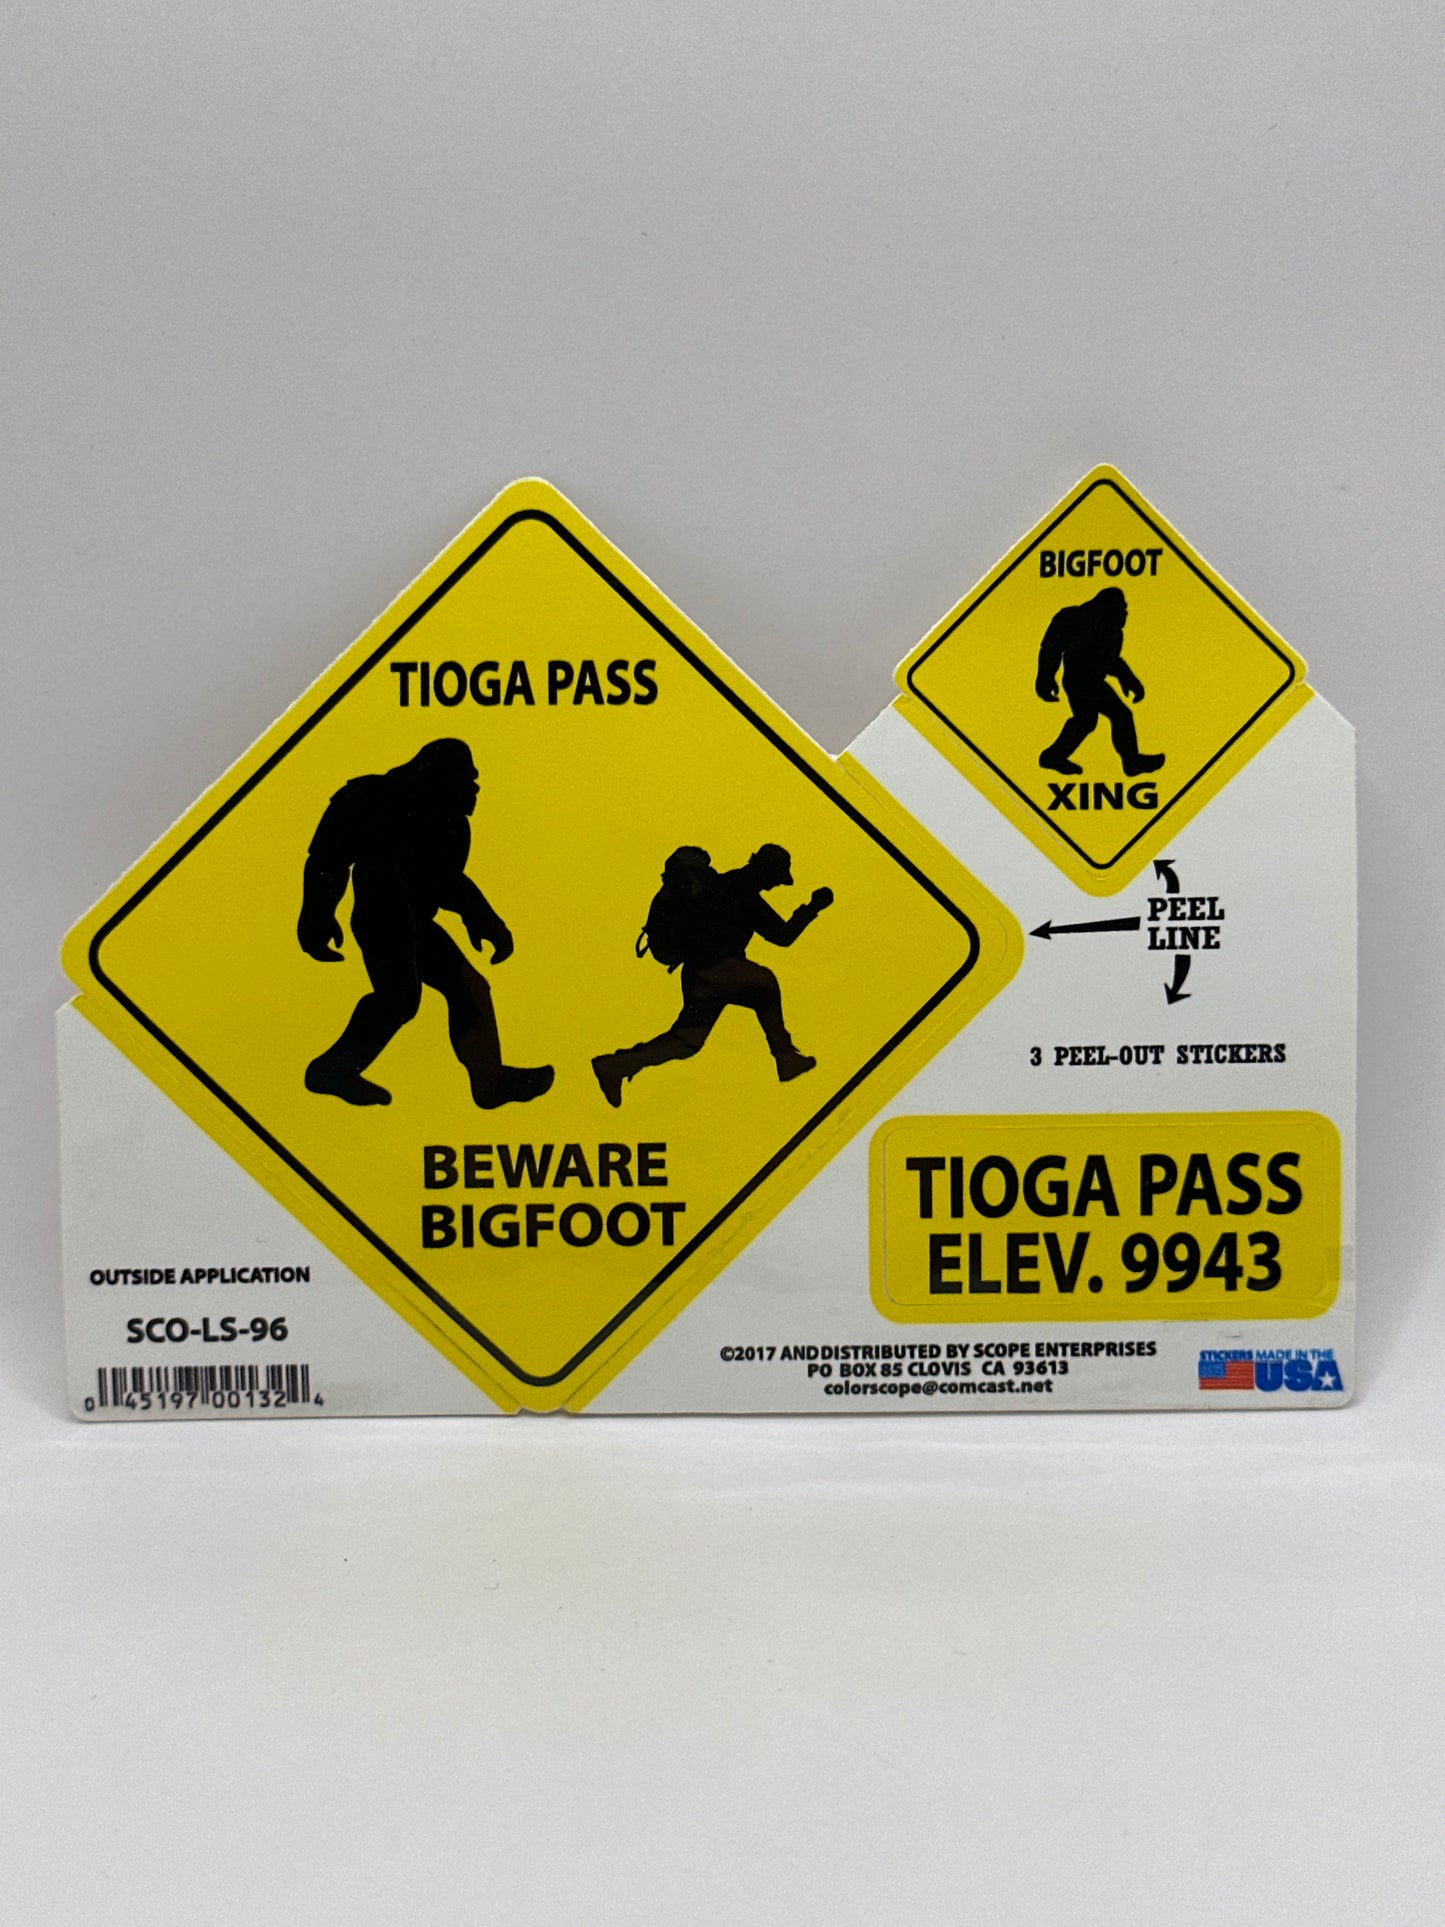 TIOGA PASS
BEWARE
BIGFOOT
BIGFOOT
XING
PEEL
LINE
3 PEEL-OUT STICKERS
TIOGA PASS
ELEV. 9943
OUTSIDE APPLICATION
SCO-LS-96
0 45197 00132 4
©2017 AND DISTRIBUTED BY SCOPE ENTERPRISES
PO BOX 85 CLOVIS CA 93613
colorscope@comcast.net
STICKERS MADE IN THE
USA